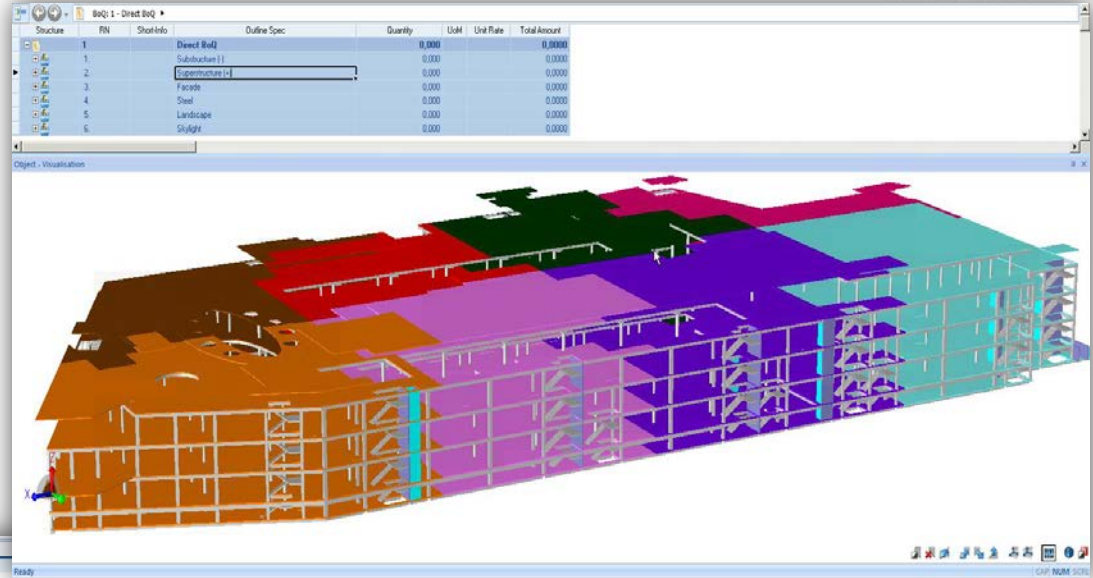 BoQ: 1 - Direct BoQ
Structure RN Short-Info Outline Spec Quantity UoM Unit Rate Total Amount
1 Direct BoQ 0,000 0,0000
1. Substructure [-] 0,000 0,0000
2. Superstructure [+] 0,000 0,0000
3. Facade 0,000 0,0000
4. Steel 0,000 0,0000
5. Landscape 0,000 0,0000
6. Skylight 0,000 0,0000
Object - Visualisation
X
Ready CAP NUM SCRL